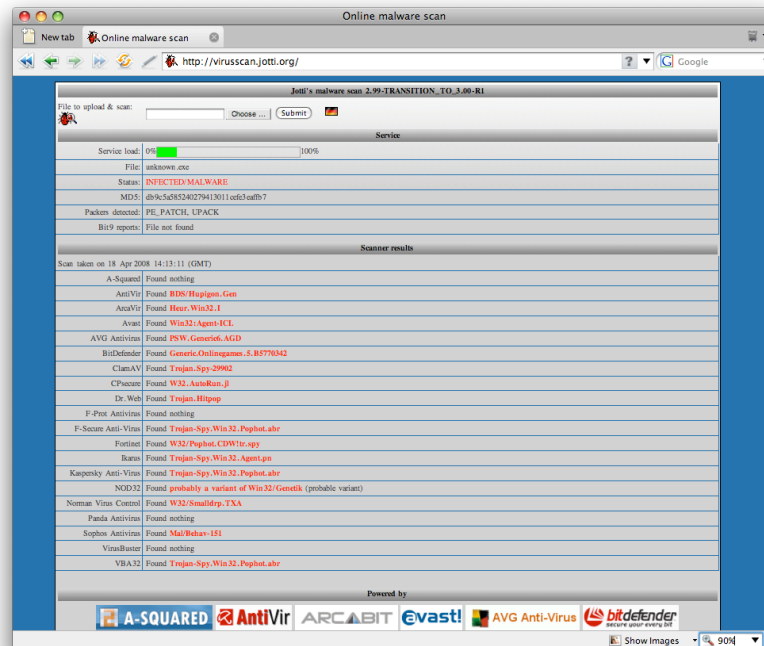 Online malware scan
New tab
Online malware scan
http://virusscan.jotti.org/
?
G Google
Jotti's malware scan 2.99-TRANSITION_TO_3.00-R1
File to upload & scan:
Choose ...
Submit
Service
Service load: 0% 100%
File: unknown.exe
Status: INFECTED/MALWARE
MD5: db9c5a585240279413011cefe3eaffb7
Packers detected: PE_PATCH, UPACK
Bit9 reports: File not found
Scanner results
Scan taken on 18 Apr 2008 14:13:11 (GMT)
A-Squared Found nothing
AntiVir Found BDS/Hupigon.Gen
ArcaVir Found Heur.Win32.I
Avast Found Win32:Agent-ICL
AVG Antivirus Found PSW.Generic6.AGD
BitDefender Found Generic.Onlinegames.5.B5770342
ClamAV Found Trojan.Spy-29902
CPsecure Found W32.AutoRun.jl
Dr.Web Found Trojan.Hitpop
F-Prot Antivirus Found nothing
F-Secure Anti-Virus Found Trojan-Spy.Win32.Pophot.abr
Fortinet Found W32/Pophot.CDW!tr.spy
Ikarus Found Trojan-Spy.Win32.Agent.pn
Kaspersky Anti-Virus Found Trojan-Spy.Win32.Pophot.abr
NOD32 Found probably a variant of Win32/Genetik (probable variant)
Norman Virus Control Found W32/Smalldrp.TXA
Panda Antivirus Found nothing
Sophos Antivirus Found Mal/Behav-151
VirusBuster Found nothing
VBA32 Found Trojan-Spy.Win32.Pophot.abr
Powered by
A-SQUARED AntiVir ARCABIT avast! AVG Anti-Virus bitdefender
secure your every bit
Show Images 90%